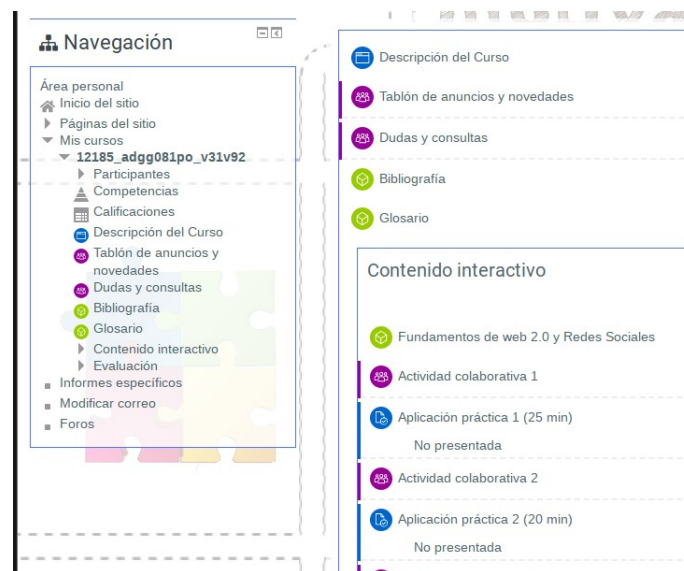 Navegación
Área personal
Inicio del sitio
Páginas del sitio
Mis cursos
12185_adgg081po_v31v92
Participantes
Competencias
Calificaciones
Descripción del Curso
Tablón de anuncios y
novedades
Dudas y consultas
Bibliografía
Glosario
Contenido interactivo
Evaluación
Informes específicos
Modificar correo
Foros
Descripción del Curso
Tablón de anuncios y novedades
Dudas y consultas
Bibliografía
Glosario
Contenido interactivo
Fundamentos de web 2.0 y Redes Sociales
Actividad colaborativa 1
Aplicación práctica 1 (25 min)
No presentada
Actividad colaborativa 2
Aplicación práctica 2 (20 min)
No presentada